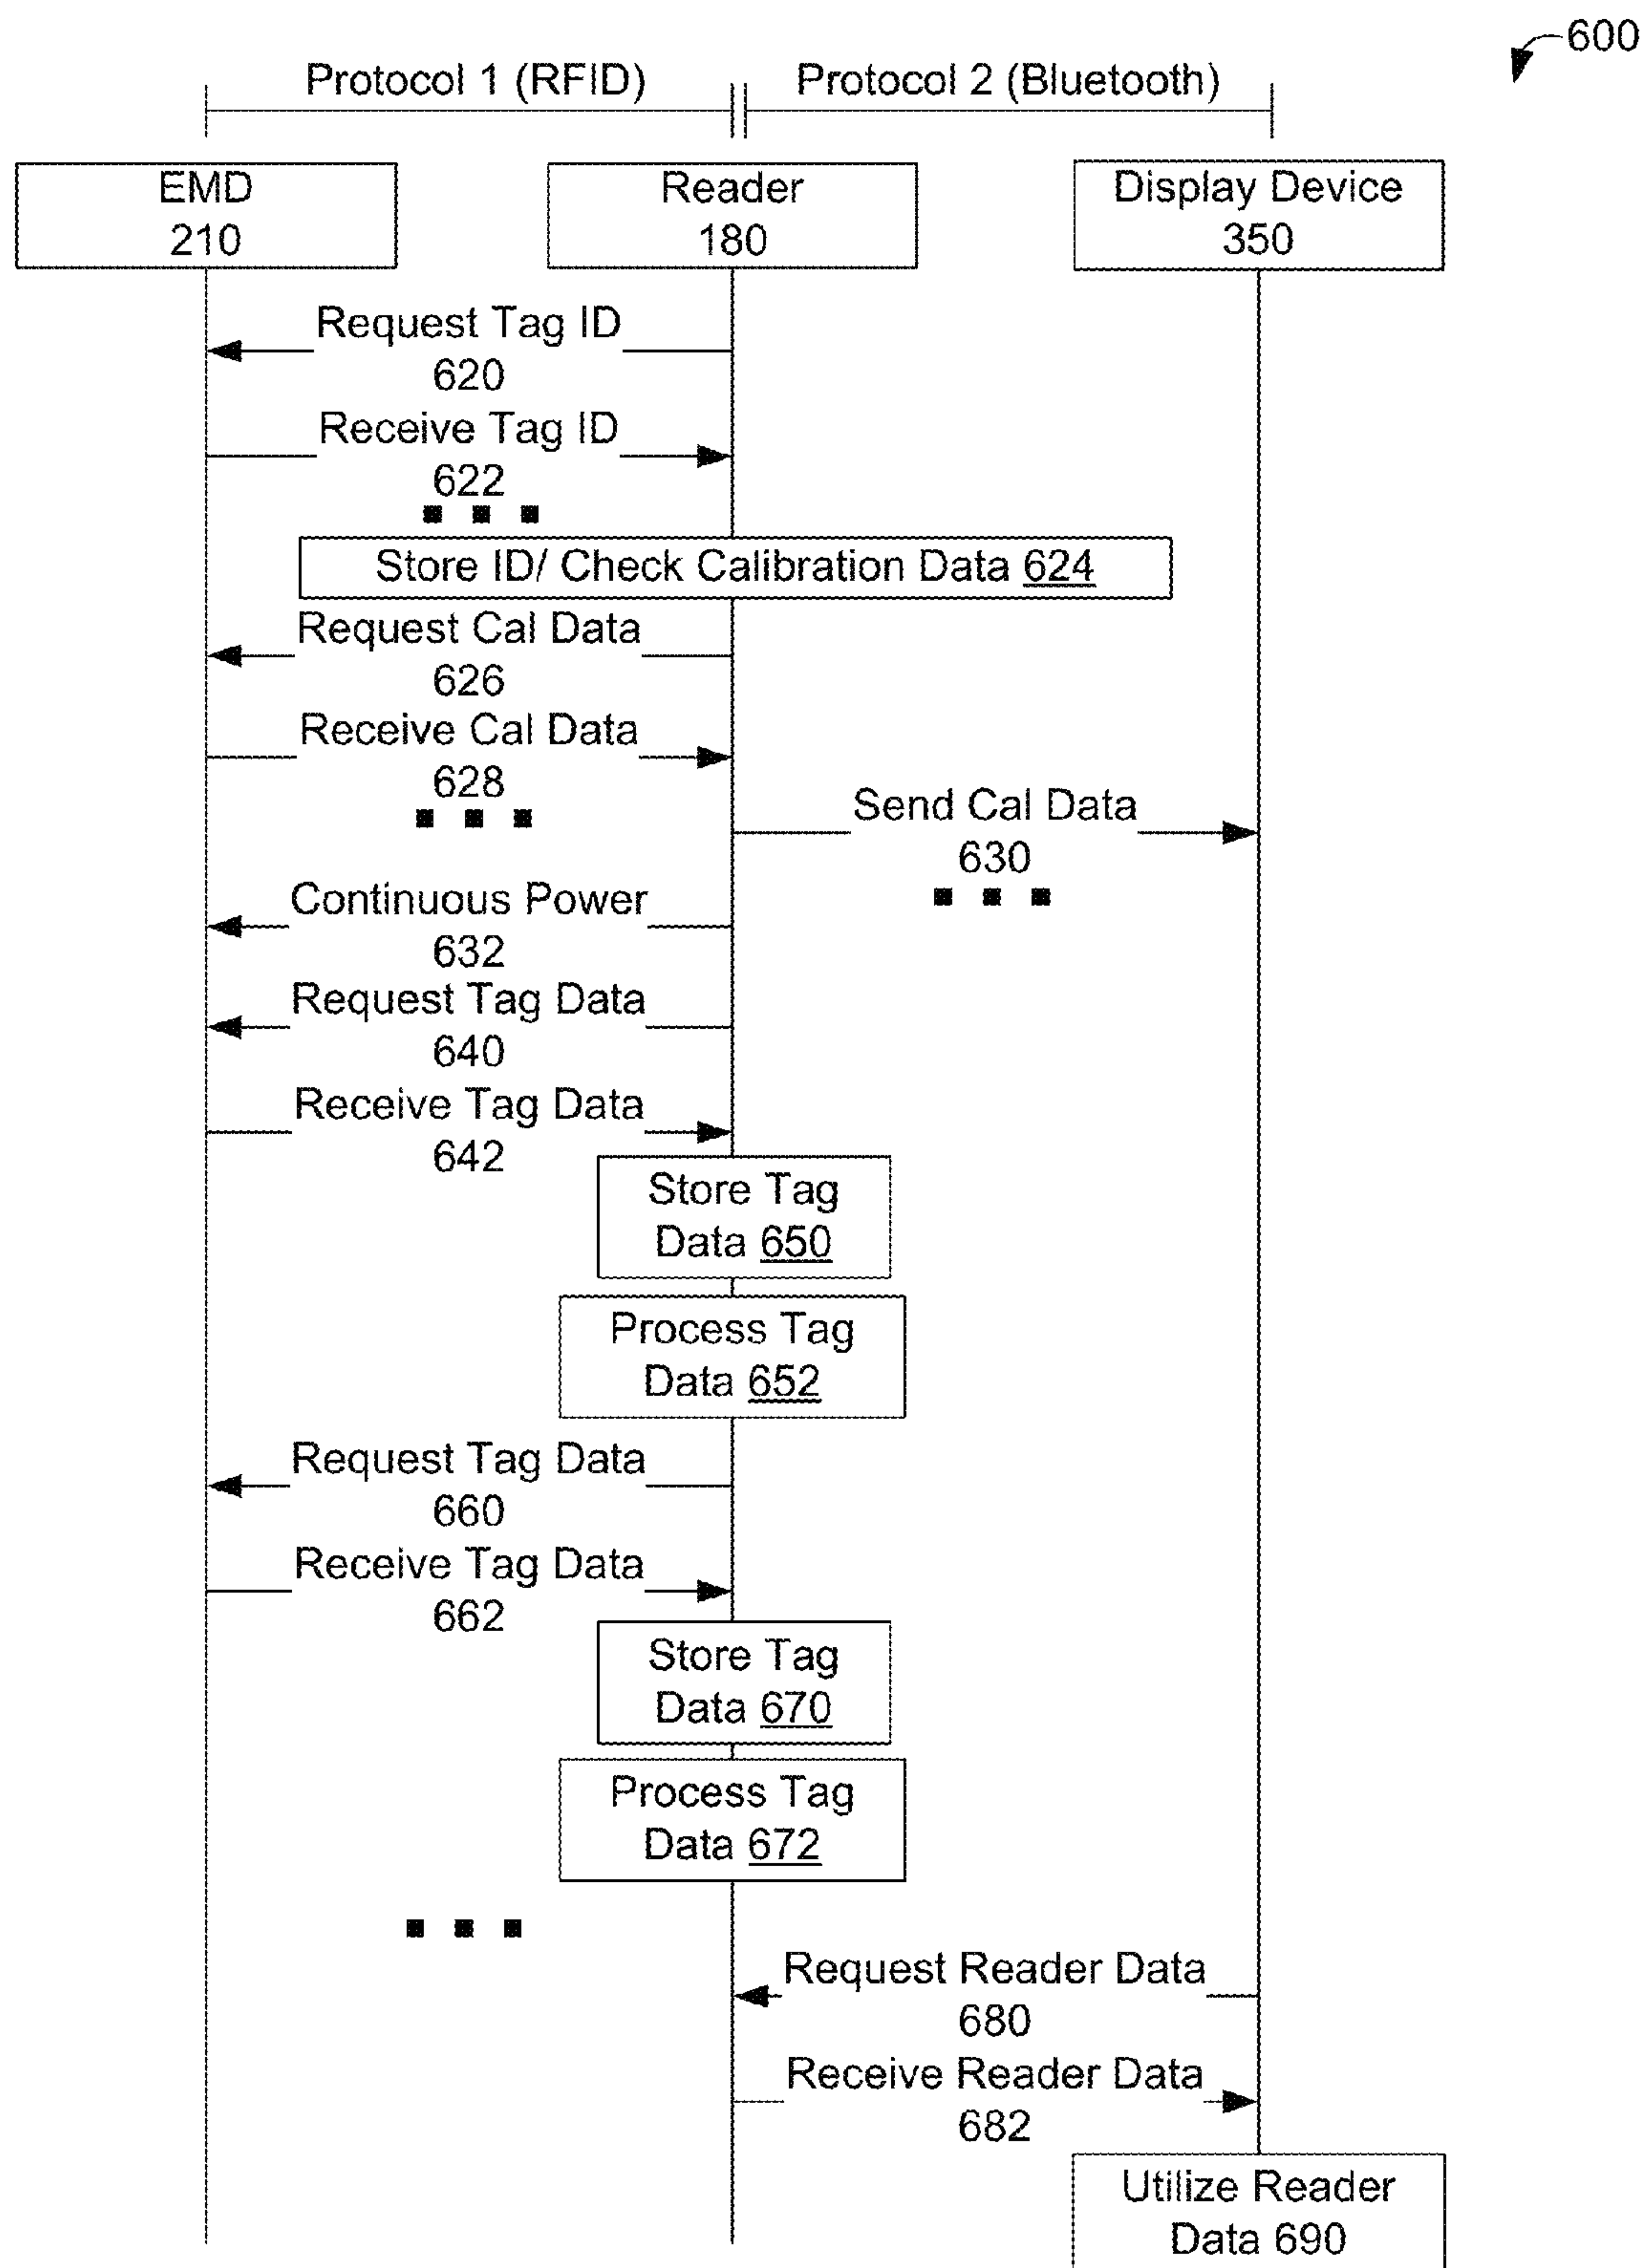 600
Protocol 1 (RFID)
Protocol 2 (Bluetooth)
EMD
210
Reader
180
Display Device
350
Request Tag ID
620
Receive Tag ID
622
Store ID/ Check Calibration Data 624
Request Cal Data
626
Receive Cal Data
628
Send Cal Data
630
Continuous Power
632
Request Tag Data
640
Receive Tag Data
642
Store Tag
Data 650
Process Tag
Data 652
Request Tag Data
660
Receive Tag Data
662
Store Tag
Data 670
Process Tag
Data 672
Request Reader Data
680
Receive Reader Data
682
Utilize Reader
Data 690